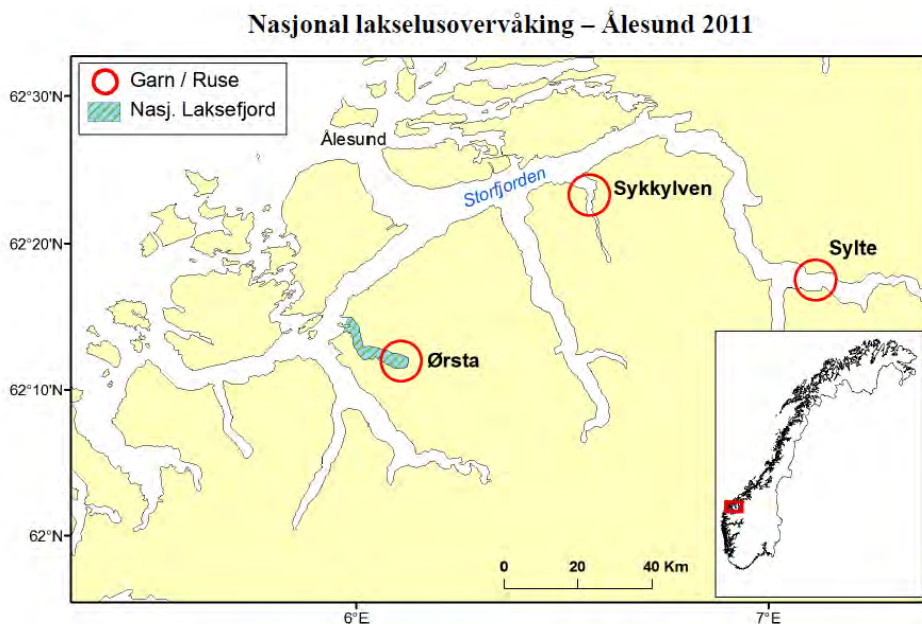 Nasjonal lakselusovervåking – Ålesund 2011
Garn / Ruse
Nasj. Laksefjord
62°30'N
Ålesund
Storfjorden
Sykkylven
62°20'N
Sylte
Ørsta
62°10'N
62°N
0 20 40 Km
6°E
7°E